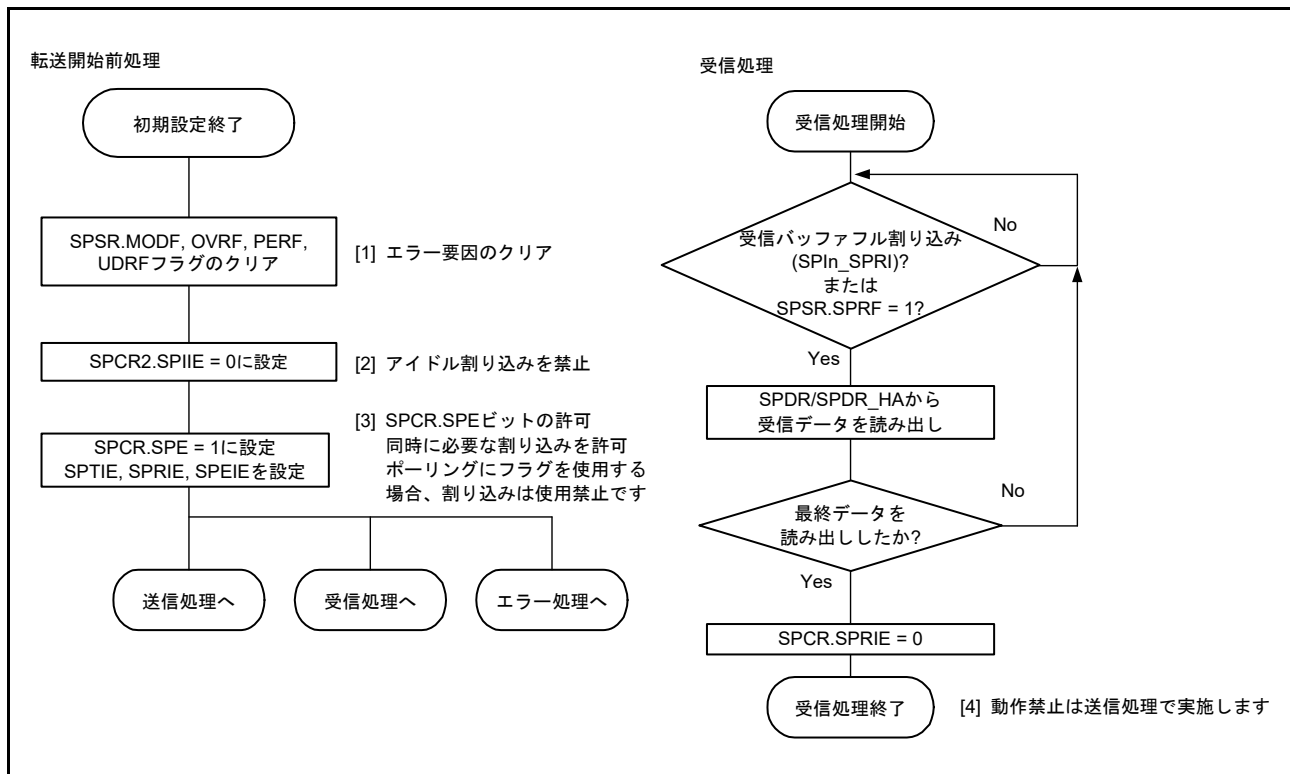 転送開始前処理
初期設定終了
SPSR.MODF, OVRF, PERF,
UDRFフラグのクリア
[1] エラー要因のクリア
SPCR2.SPIIE = 0に設定
[2] アイドル割り込みを禁止
SPCR.SPE = 1に設定
SPTIE, SPRIE, SPEIEを設定
[3] SPCR.SPEビットの許可
同時に必要な割り込みを許可
ポーリングにフラグを使用する
場合、割り込みは使用禁止です
送信処理へ
受信処理へ
エラー処理へ
受信処理
受信処理開始
受信バッファフル割り込み
(SPIn_SPRI)?
または
SPSR.SPRF = 1?
No
Yes
SPDR/SPDR_HAから
受信データを読み出し
最終データを
読み出ししたか?
No
Yes
SPCR.SPRIE = 0
受信処理終了
[4] 動作禁止は送信処理で実施します